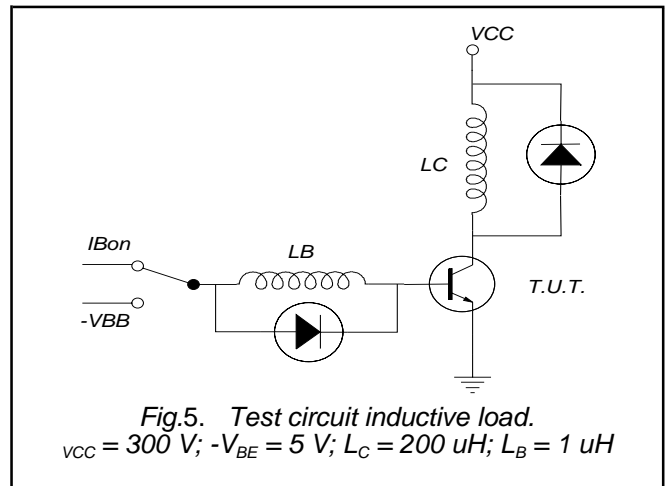 VCC
LC
IBon
LB
-VBB
T.U.T.
Fig.5. Test circuit inductive load.
VCC = 300 V; -VBE = 5 V; LC = 200 uH; LB = 1 uH